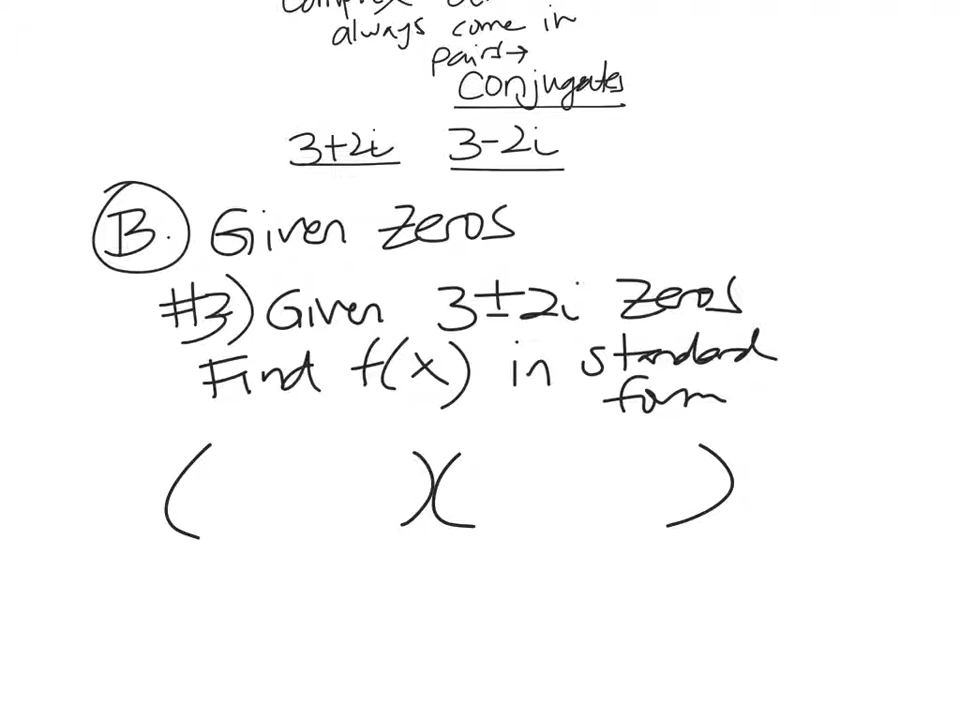 always come in
pairs→
Conjugates
3+2i 3-2i
B. Given zeros
#3) Given 3±2i zeros
Find f(x) in standard
form
( )( )